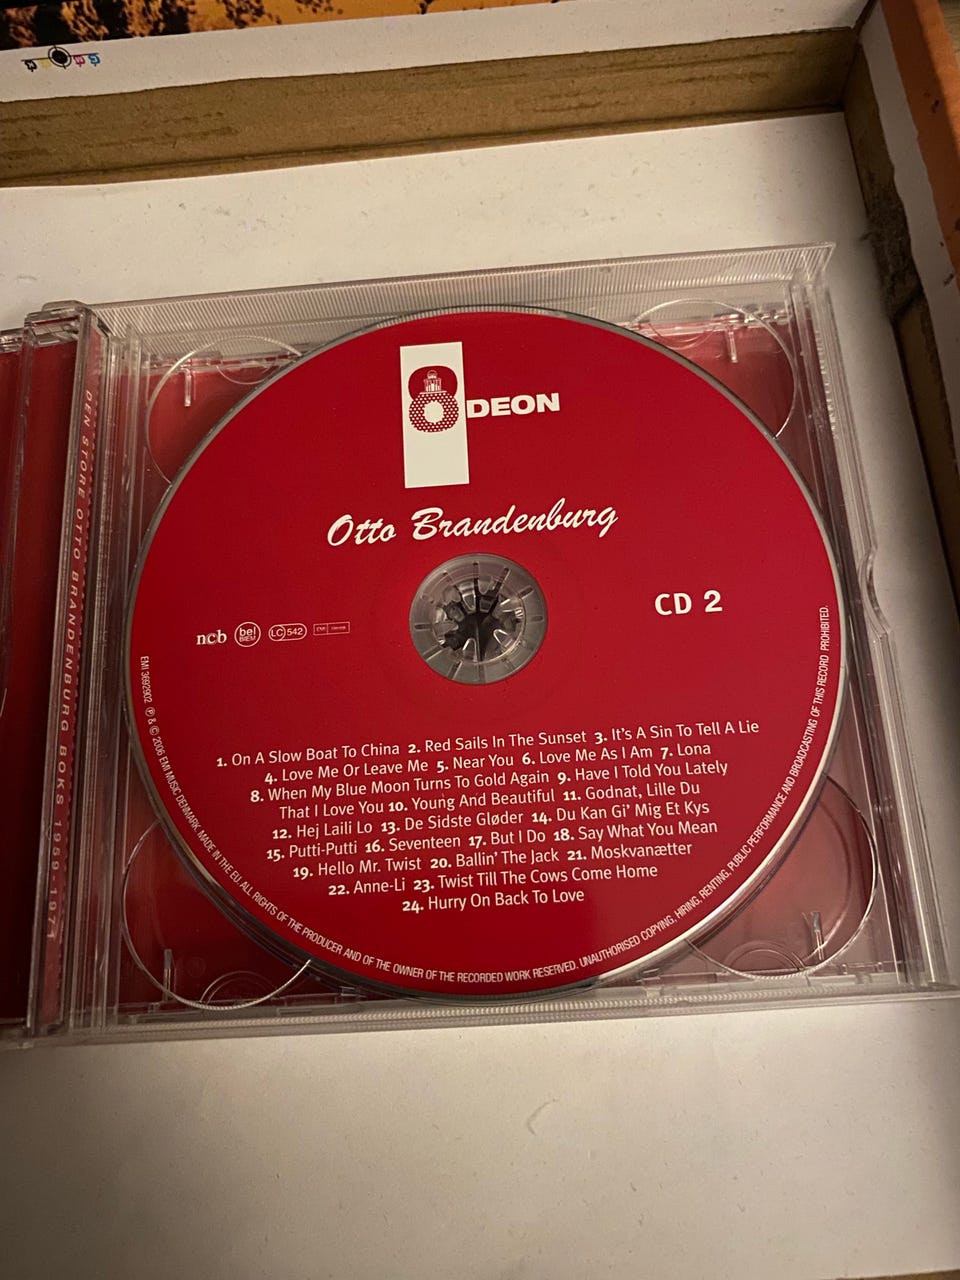 ODEON
Otto Brandenburg
CD 2
ncb bel BIEM LC 542
1. On A Slow Boat To China 2. Red Sails In The Sunset 3. It's A Sin To Tell A Lie
4. Love Me Or Leave Me 5. Near You 6. Love Me As I Am 7. Lona
8. When My Blue Moon Turns To Gold Again 9. Have I Told You Lately
That I Love You 10. Young And Beautiful 11. Godnat, Lille Du
12. Hej Laili Lo 13. De Sidste Gløder 14. Du Kan Gi' Mig Et Kys
15. Putti-Putti 16. Seventeen 17. But I Do 18. Say What You Mean
19. Hello Mr. Twist 20. Ballin' The Jack 21. Moskvanætter
22. Anne-Li 23. Twist Till The Cows Come Home
24. Hurry On Back To Love
EMI 3692902 ℗ & © 2006 EMI MUSIC DENMARK. MADE IN THE EU. ALL RIGHTS OF THE PRODUCER AND OF THE OWNER OF THE RECORDED WORK RESERVED. UNAUTHORISED COPYING, HIRING, RENTING, PUBLIC PERFORMANCE AND BROADCASTING OF THIS RECORD PROHIBITED.
DEN STORE OTTO BRANDENBURG BOKS 1959-1971